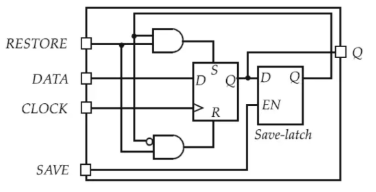 RESTORE
S
Q
DATA
D Q D Q
CLOCK
EN
R
Save-latch
SAVE